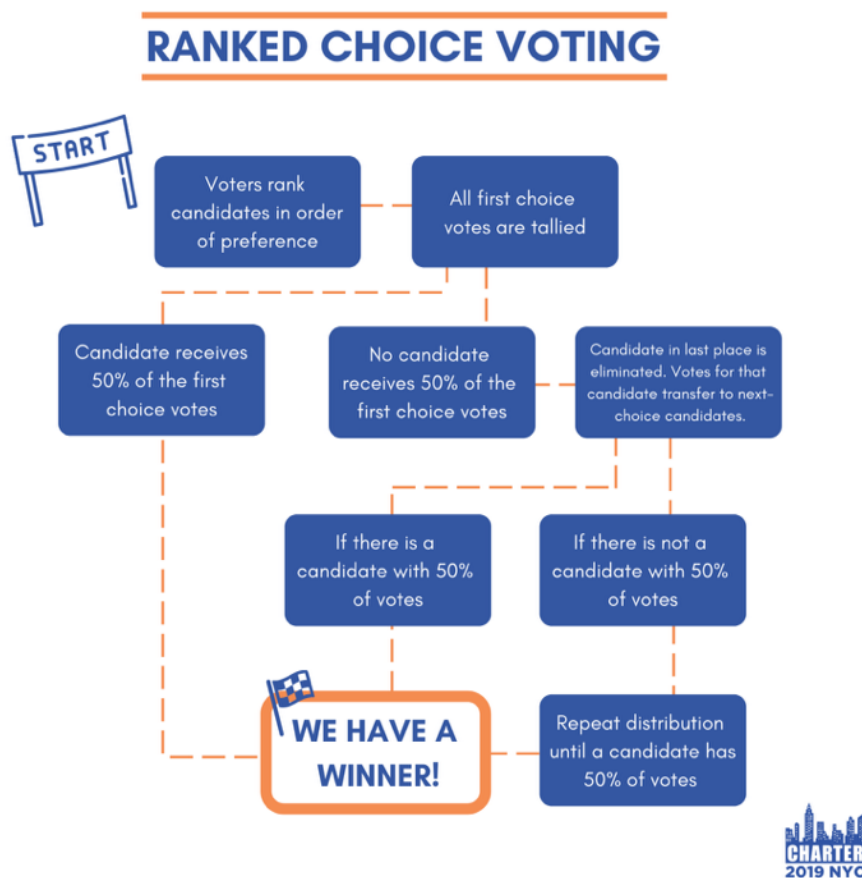 RANKED CHOICE VOTING
START
Voters rank
candidates in order
of preference
All first choice
votes are tallied
Candidate receives
50% of the first
choice votes
No candidate
receives 50% of the
first choice votes
Candidate in last place is
eliminated. Votes for that
candidate transfer to next-
choice candidates.
If there is a
candidate with 50%
of votes
If there is not a
candidate with 50%
of votes
WE HAVE A
WINNER!
Repeat distribution
until a candidate has
50% of votes
CHARTER
2019 NYC